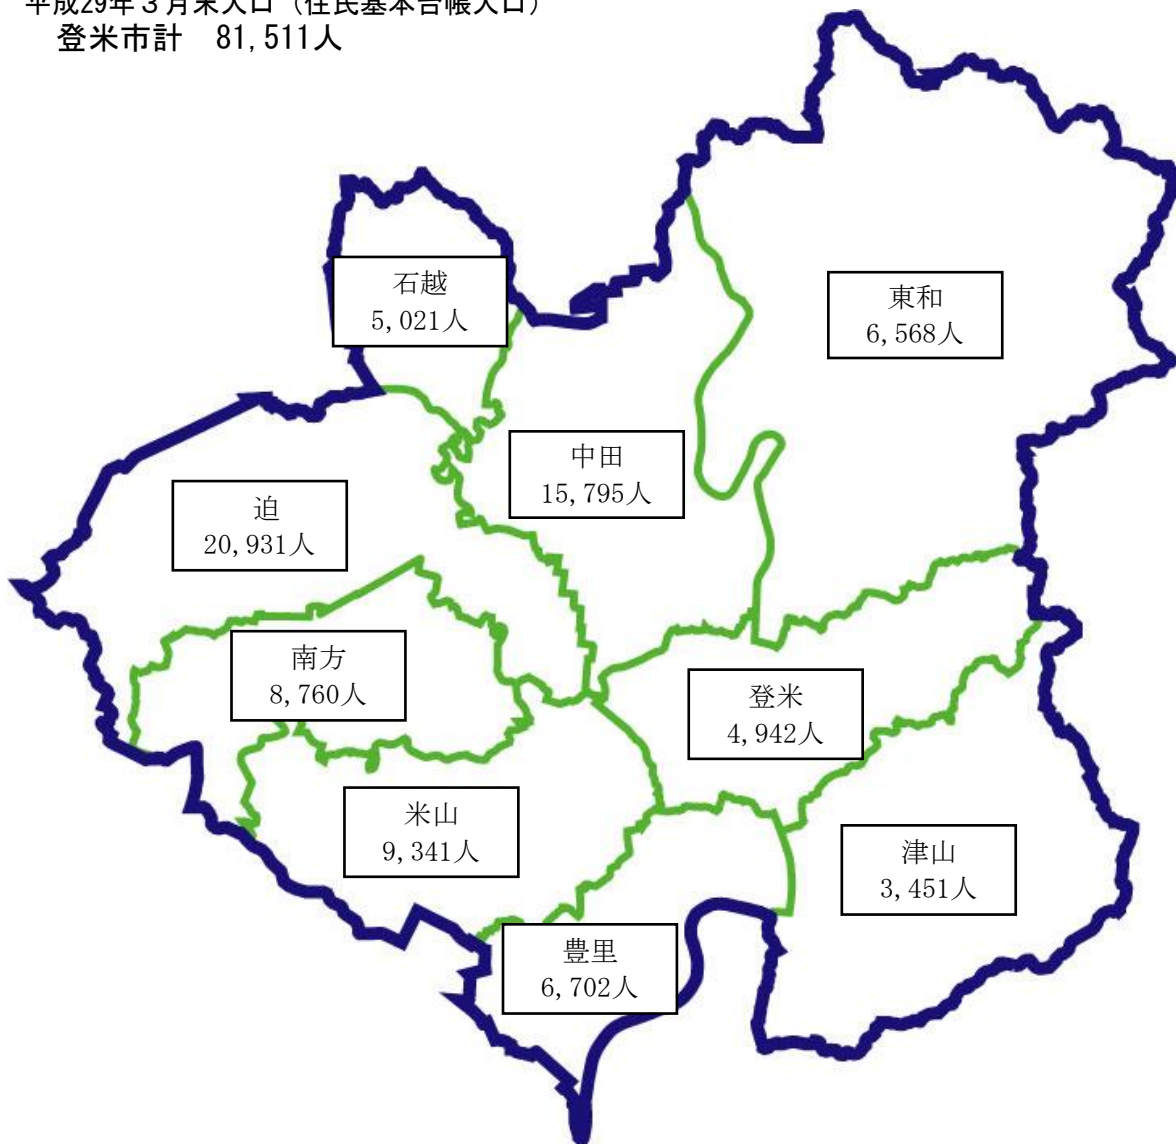 平成29年３月末人口（住民基本台帳人口）
登米市計　81,511人
石越
5,021人
東和
6,568人
中田
15,795人
迫
20,931人
南方
8,760人
登米
4,942人
米山
9,341人
津山
3,451人
豊里
6,702人